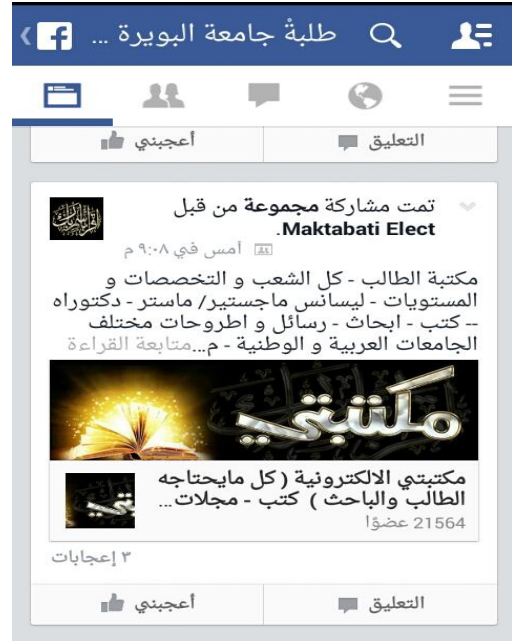 طلبةْ جامعة البويرة ...
أعجبني التعليق
تمت مشاركة مجموعة من قبل
Maktabati Elect.
أمس في ٩:٠٨ م
مكتبة الطالب - كل الشعب و التخصصات و
المستويات - ليسانس ماجستير/ ماستر - دكتوراه
-- كتب - ابحاث - رسائل و اطروحات مختلف
الجامعات العربية و الوطنية - م...متابعة القراءة
مكتبتي
مكتبتي الالكترونية ( كل مايحتاجه
الطالب والباحث ) كتب - مجلات...
21564 عضوًا
٣ إعجابات
أعجبني التعليق